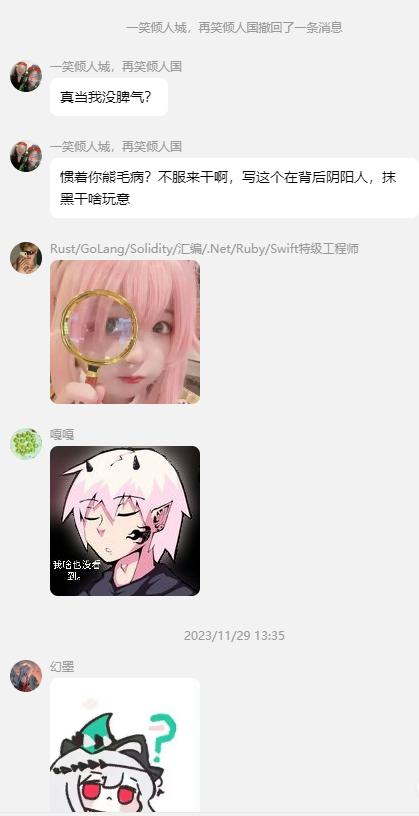 一笑倾人城，再笑倾人国撤回了一条消息
一笑倾人城，再笑倾人国
真当我没脾气？
一笑倾人城，再笑倾人国
惯着你能毛病？不服来干啊，写这个在背后阴阳人，抹
黑干啥玩意
Rust/GoLang/Solidity/汇编/.Net/Ruby/Swift特级工程师
嘎嘎
我啥也没看
到。
2023/11/29 13:35
幻墨
?